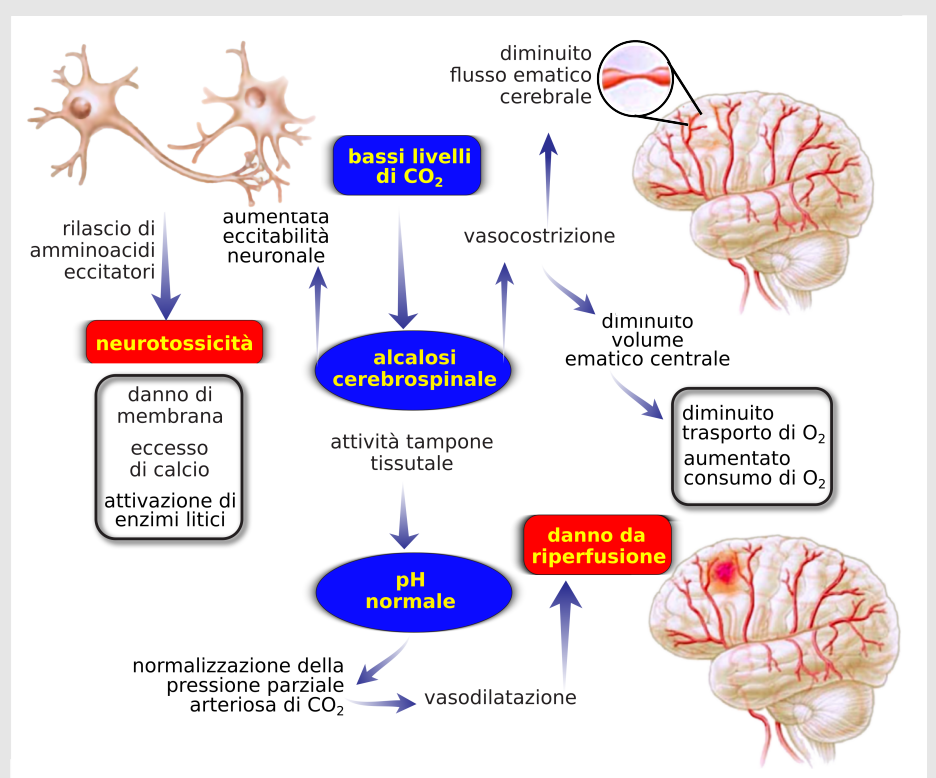 diminuito
flusso ematico
cerebrale
bassi livelli
di CO₂
rilascio di
amminoacidi
eccitatori
aumentata
eccitabilità
neuronale
vasocostrizione
neurotossicità
alcalosi
cerebrospinale
diminuito
volume
ematico centrale
danno di
membrana
eccesso
di calcio
attivazione di
enzimi litici
attività tampone
tissutale
diminuito
trasporto di O₂
aumentato
consumo di O₂
danno da
riperfusione
pH
normale
normalizzazione della
pressione parziale
arteriosa di CO₂
vasodilatazione